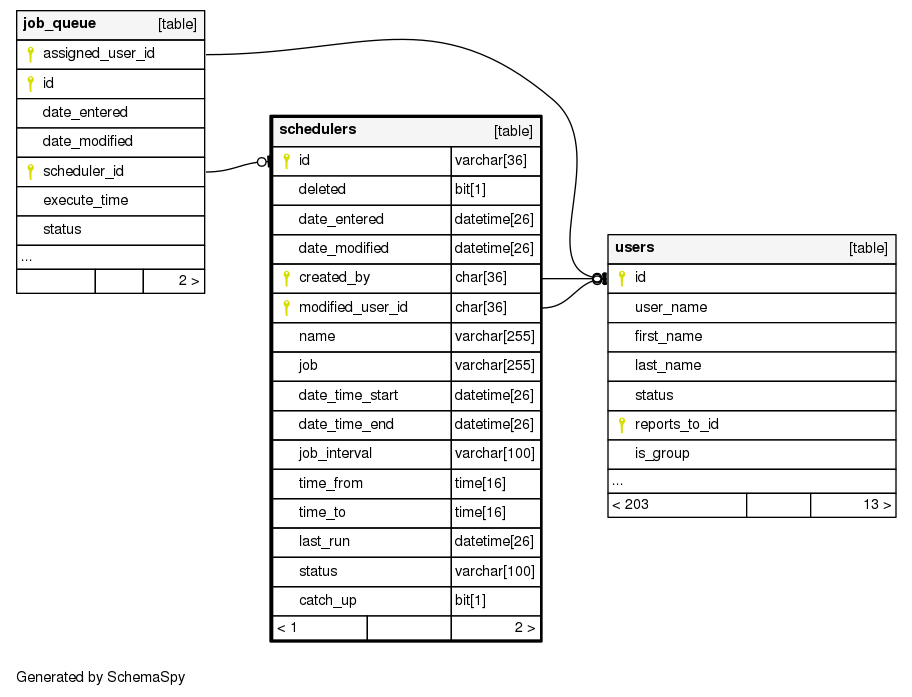 job_queue [table]
assigned_user_id
id
date_entered
date_modified
scheduler_id
execute_time
status
...
2 >
schedulers [table]
id varchar[36]
deleted bit[1]
date_entered datetime[26]
date_modified datetime[26]
created_by char[36]
modified_user_id char[36]
name varchar[255]
job varchar[255]
date_time_start datetime[26]
date_time_end datetime[26]
job_interval varchar[100]
time_from time[16]
time_to time[16]
last_run datetime[26]
status varchar[100]
catch_up bit[1]
< 1 2 >
users [table]
id
user_name
first_name
last_name
status
reports_to_id
is_group
...
< 203 13 >
Generated by SchemaSpy